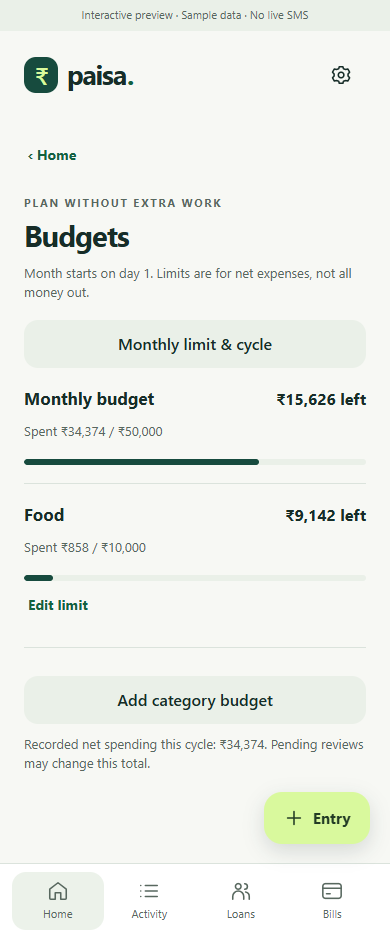 Interactive preview · Sample data · No live SMS
₹ paisa.
‹ Home
PLAN WITHOUT EXTRA WORK
Budgets
Month starts on day 1. Limits are for net expenses, not all
money out.
Monthly limit & cycle
Monthly budget ₹15,626 left
Spent ₹34,374 / ₹50,000
Food ₹9,142 left
Spent ₹858 / ₹10,000
Edit limit
Add category budget
Recorded net spending this cycle: ₹34,374. Pending reviews
may change this total.
+ Entry
Home Activity Loans Bills